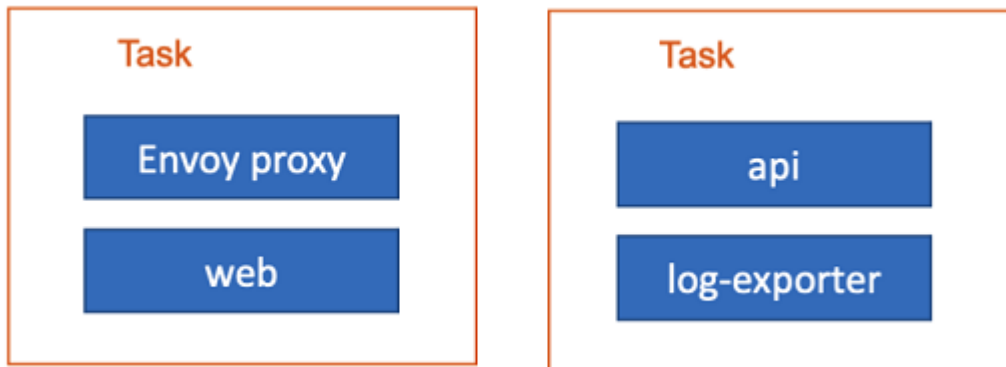 Task
Envoy proxy
web
Task
api
log-exporter